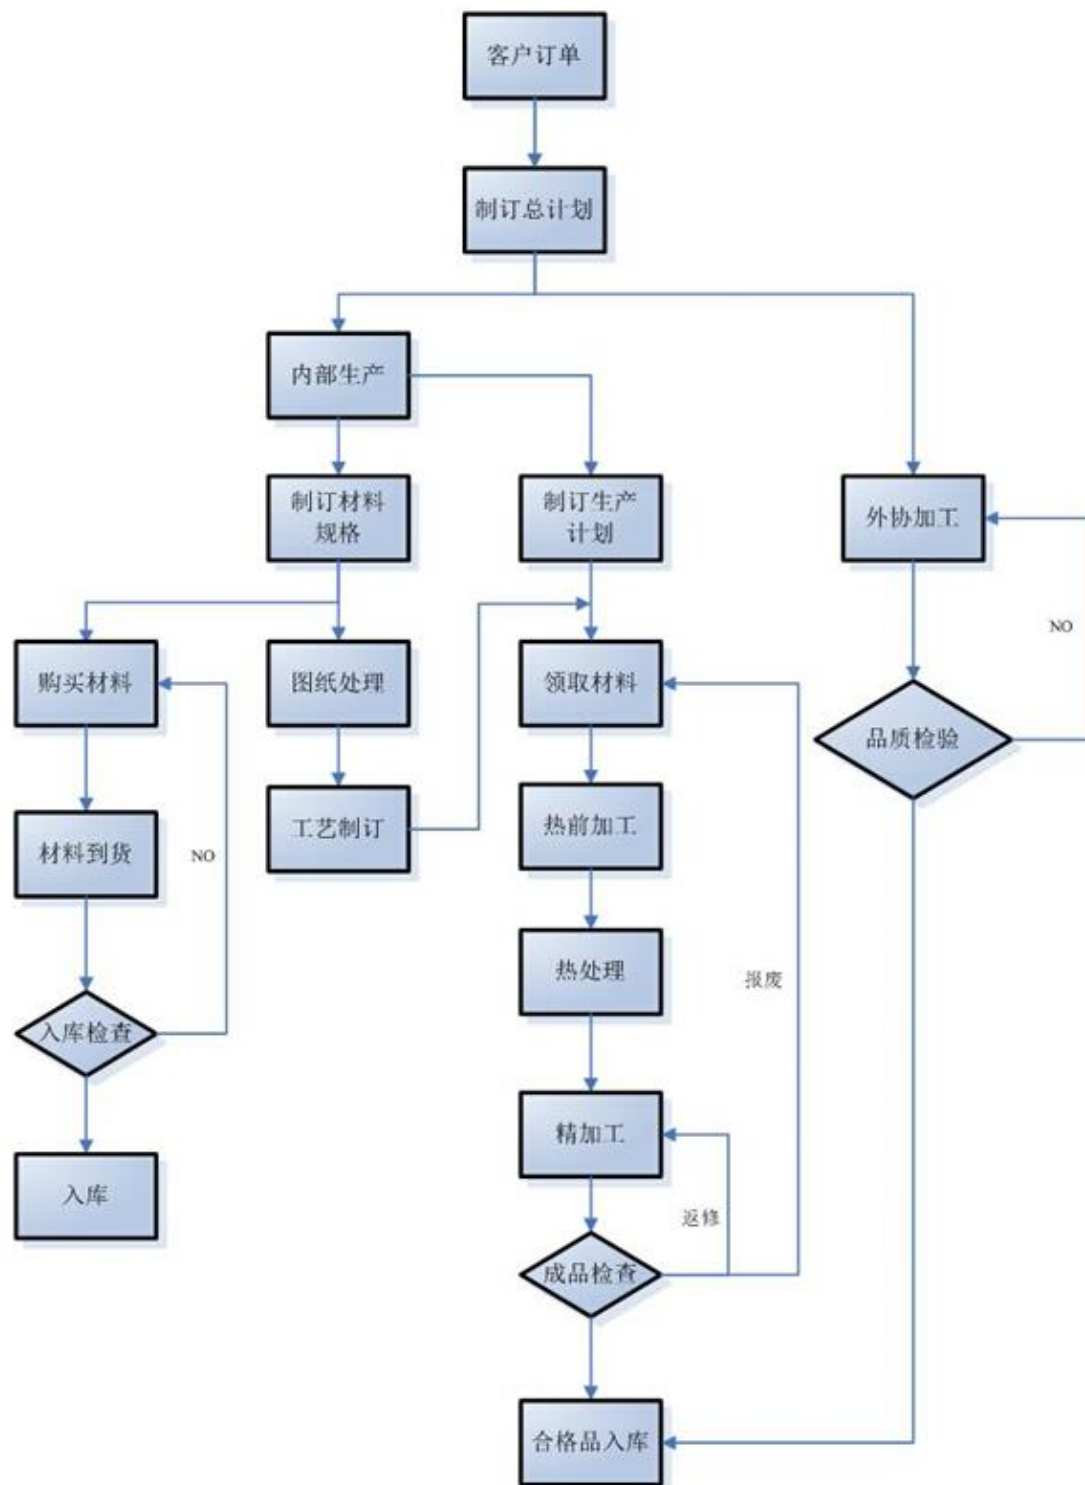 客户订单
制订总计划
内部生产
制订材料
规格
制订生产
计划
外协加工
NO
购买材料
图纸处理
领取材料
品质检验
材料到货
NO
工艺制订
热前加工
热处理
报废
入库检查
精加工
入库
返修
成品检查
合格品入库